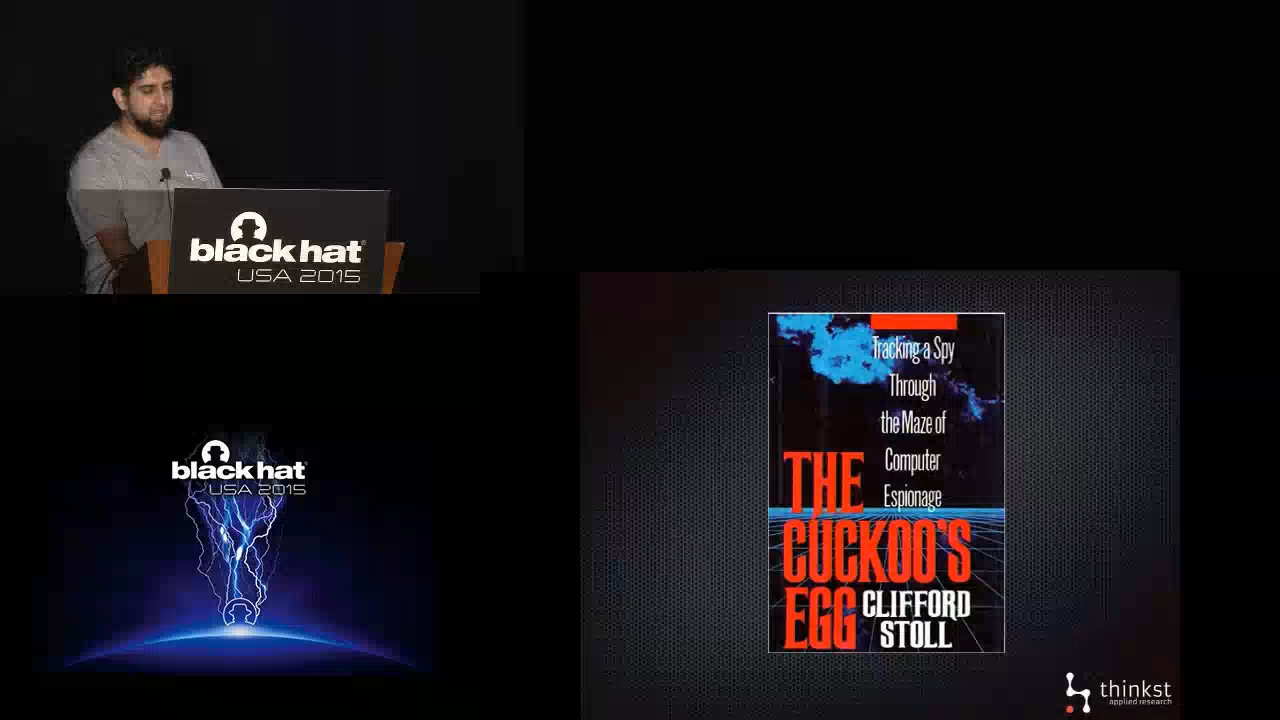 black hat
USA 2015
Tracking a Spy
Through
the Maze of
Computer
Espionage
THE
CUCKOO'S
EGG
CLIFFORD
STOLL
black hat
USA 2015
thinkst
applied research